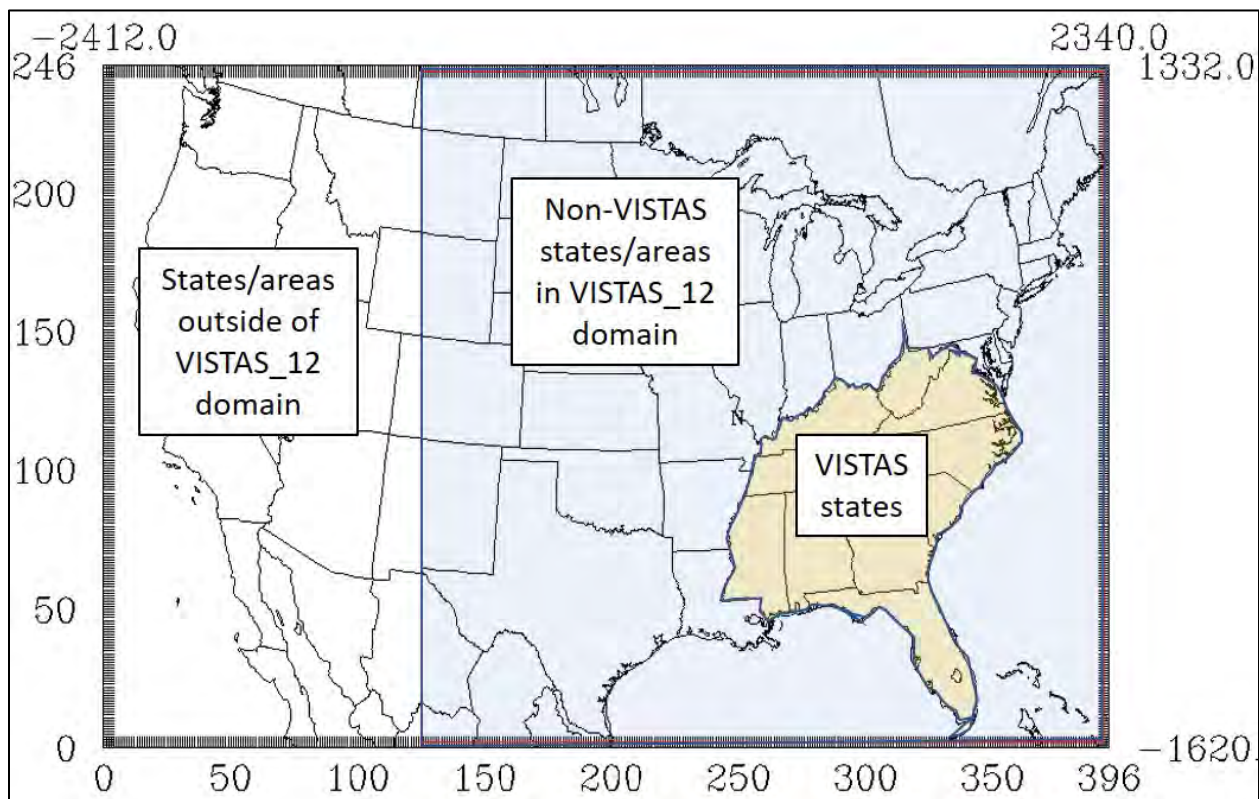 -2412.0 2340.0
246 1332.0
200
150
100
50
0 -1620.
0 50 100 150 200 250 300 350 396
States/areas
outside of
VISTAS_12
domain
Non-VISTAS
states/areas
in VISTAS_12
domain
N
VISTAS
states